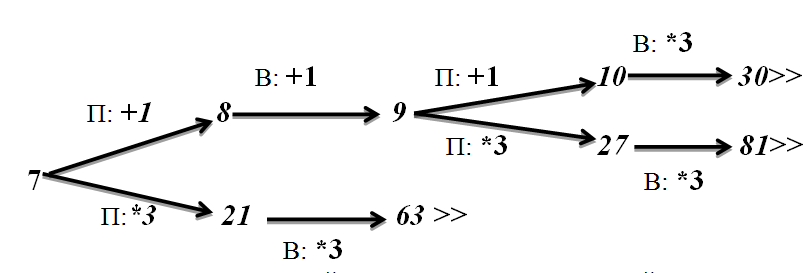 В: *3
В: +1
П: +1
10
30>>
П: +1
8
9
П: *3
27
81>>
7
В: *3
П:*3
21
63 >>
В: *3